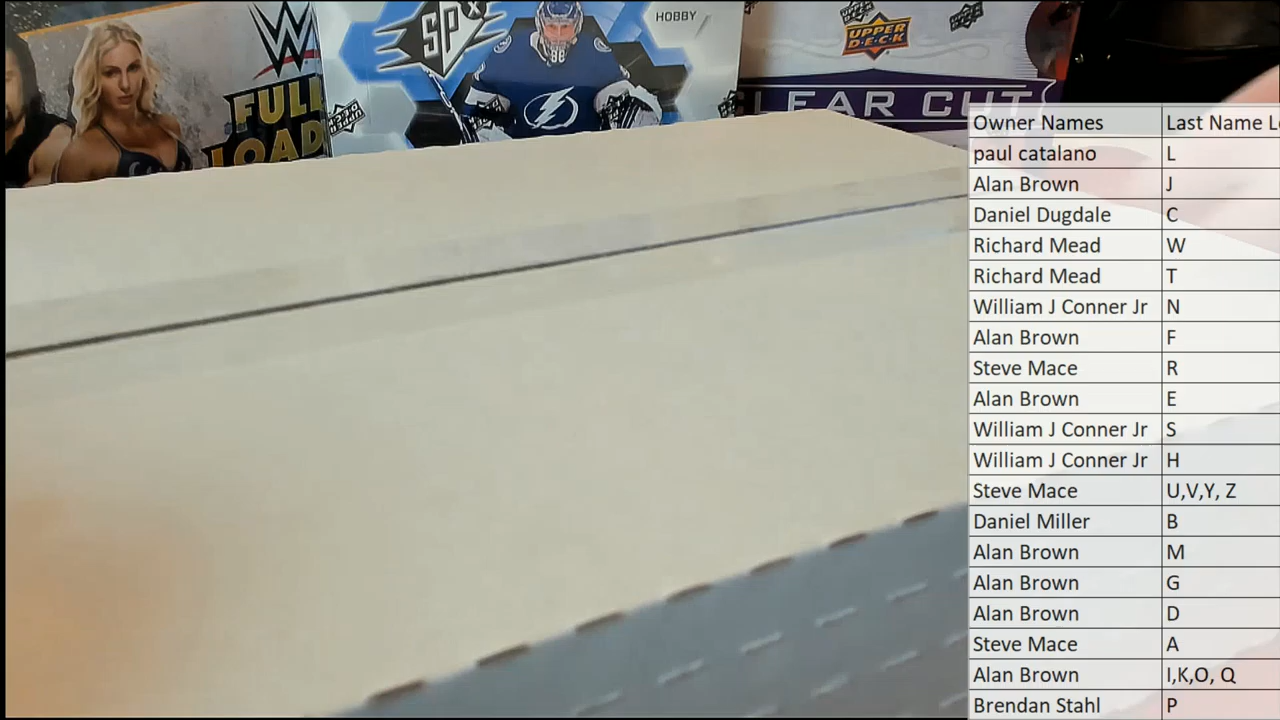 WWE
FULL
LOAD
SPx
HOBBY
UPPER
DECK
CLEAR CUT
Owner Names Last Name L
paul catalano L
Alan Brown J
Daniel Dugdale C
Richard Mead W
Richard Mead T
William J Conner Jr N
Alan Brown F
Steve Mace R
Alan Brown E
William J Conner Jr S
William J Conner Jr H
Steve Mace U,V,Y, Z
Daniel Miller B
Alan Brown M
Alan Brown G
Alan Brown D
Steve Mace A
Alan Brown I,K,O, Q
Brendan Stahl P